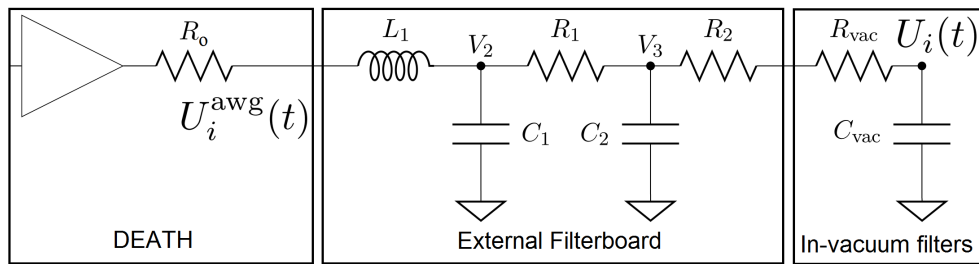 R_o
U_i^awg(t)
DEATH
L_1
V_2
R_1
V_3
R_2
C_1
C_2
External Filterboard
R_vac
U_i(t)
C_vac
In-vacuum filters